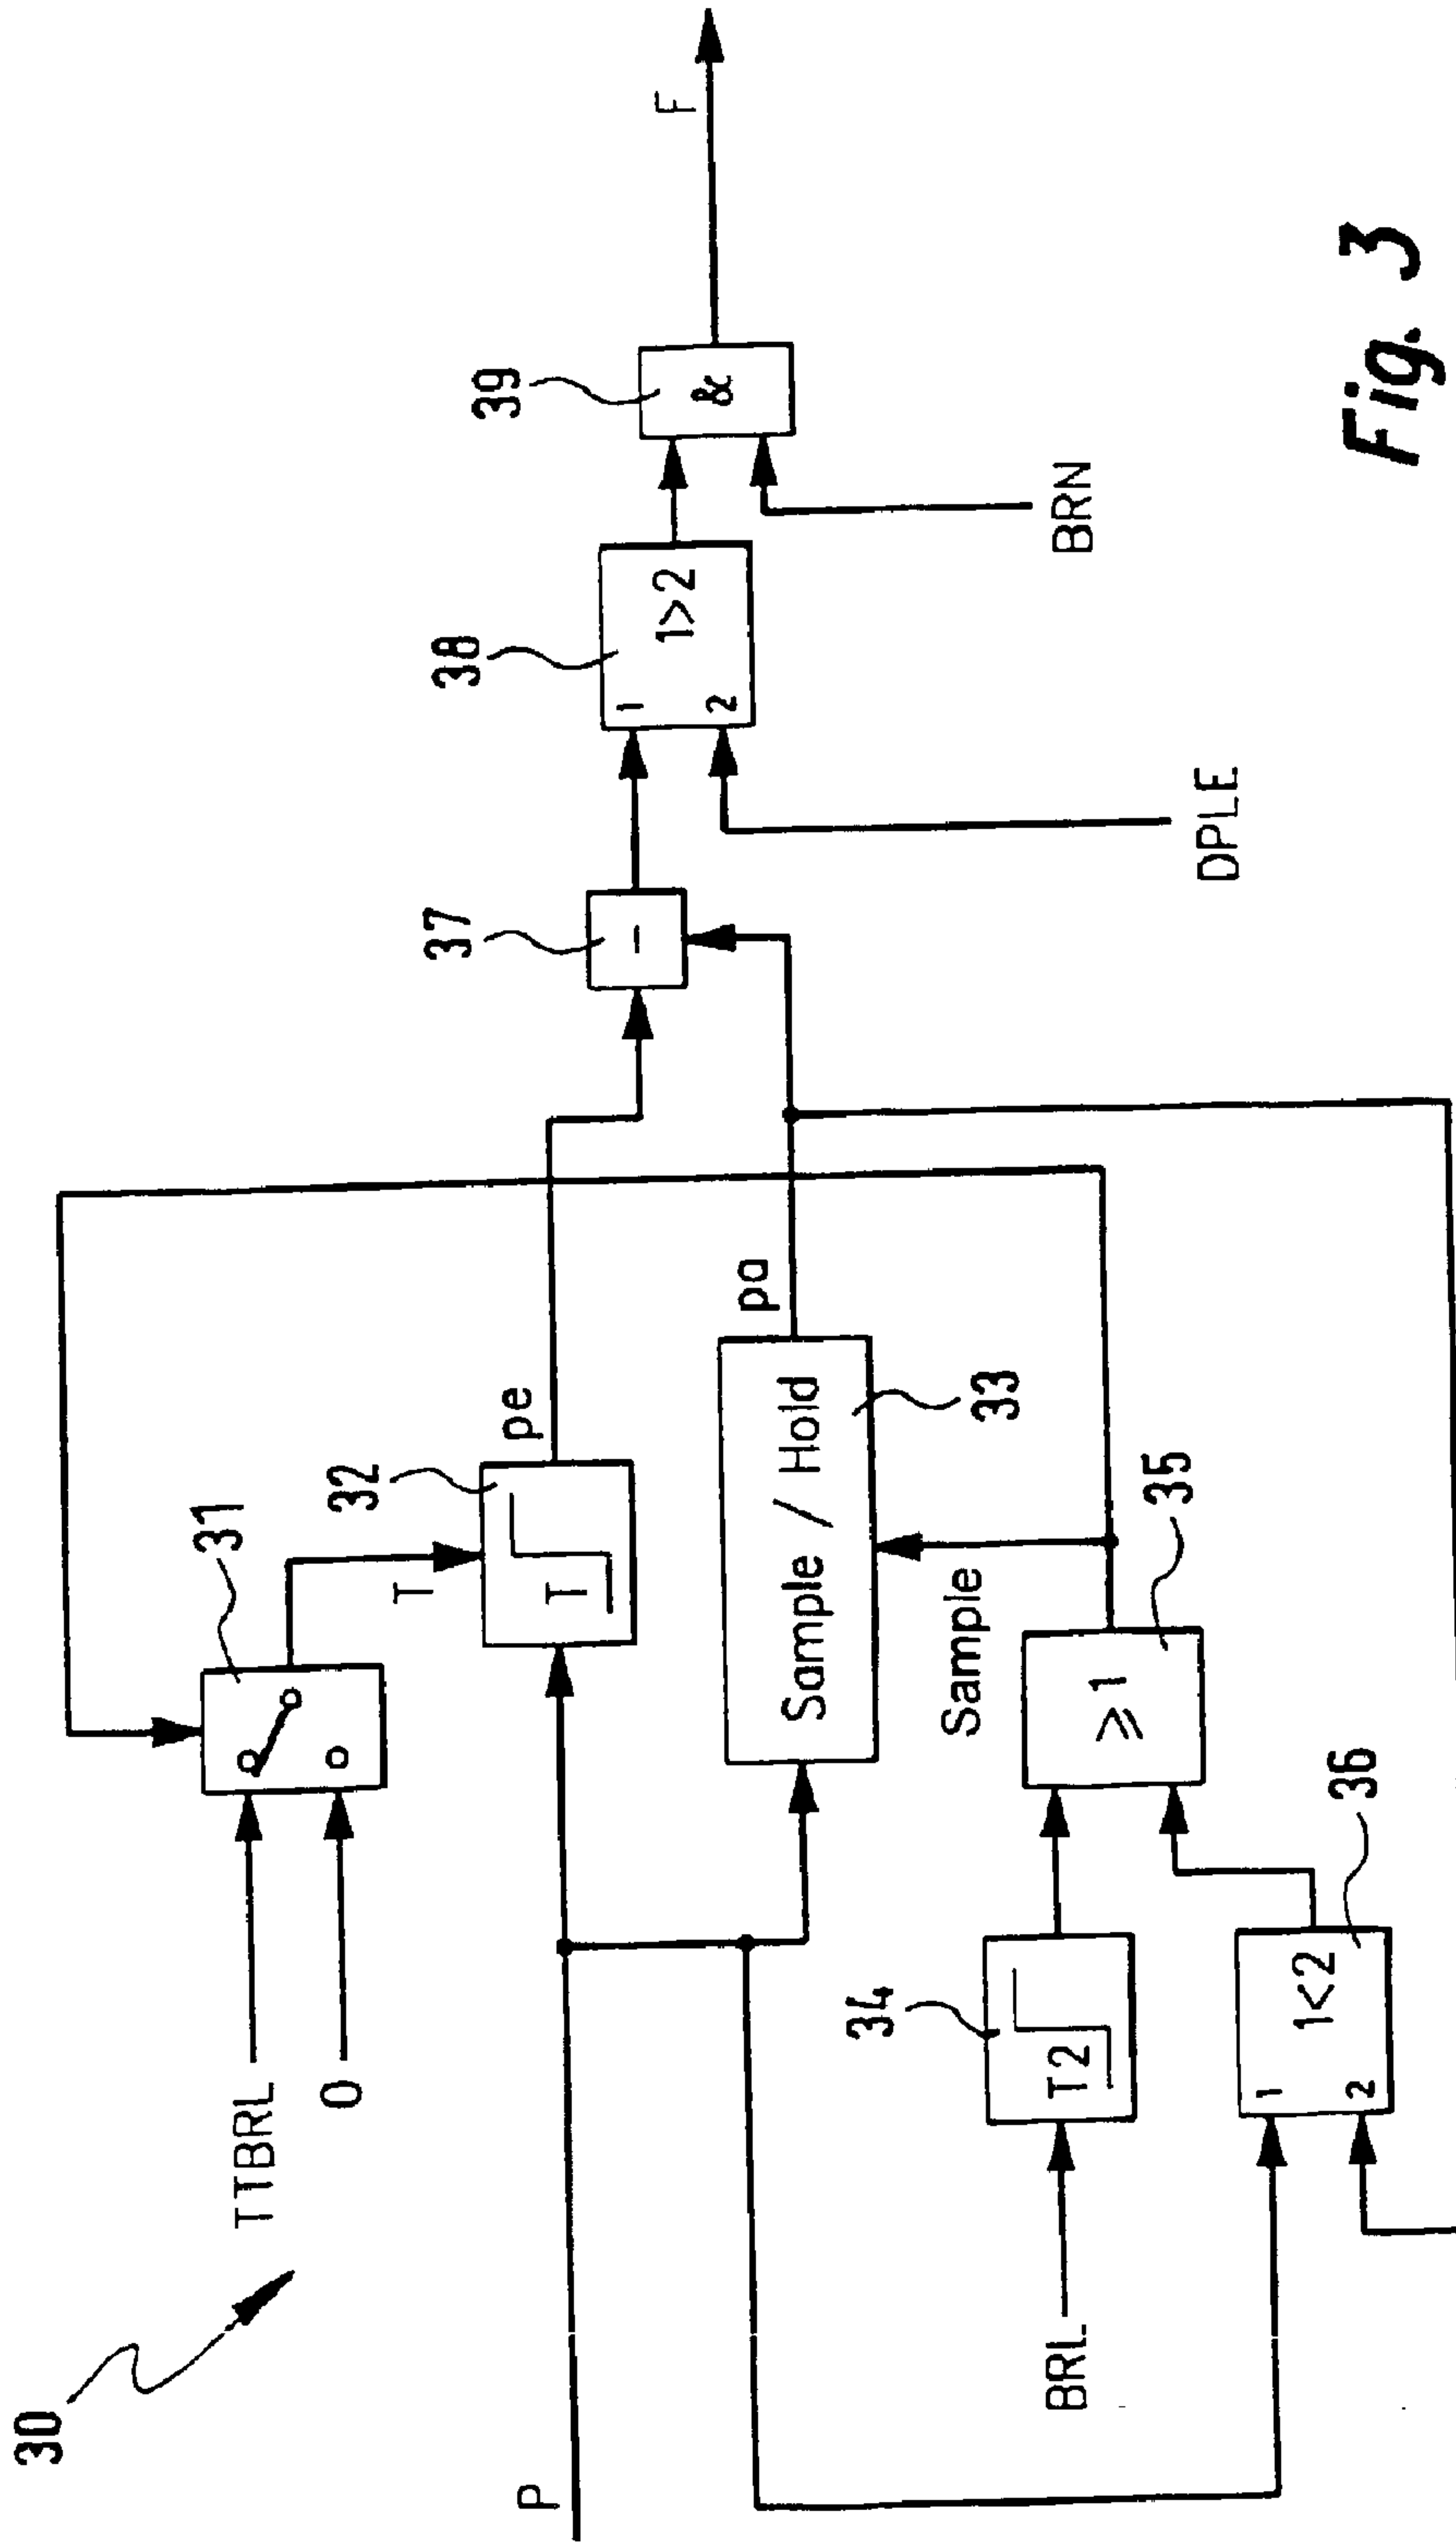 30
TTBRL
0
31
T
32
T
pe
P
Sample / Hold
33
pa
Sample
BRL
34
T2
≥1
35
1
2
1<2
36
37
–
38
1
2
1>2
DPLE
39
&
BRN
F
Fig. 3